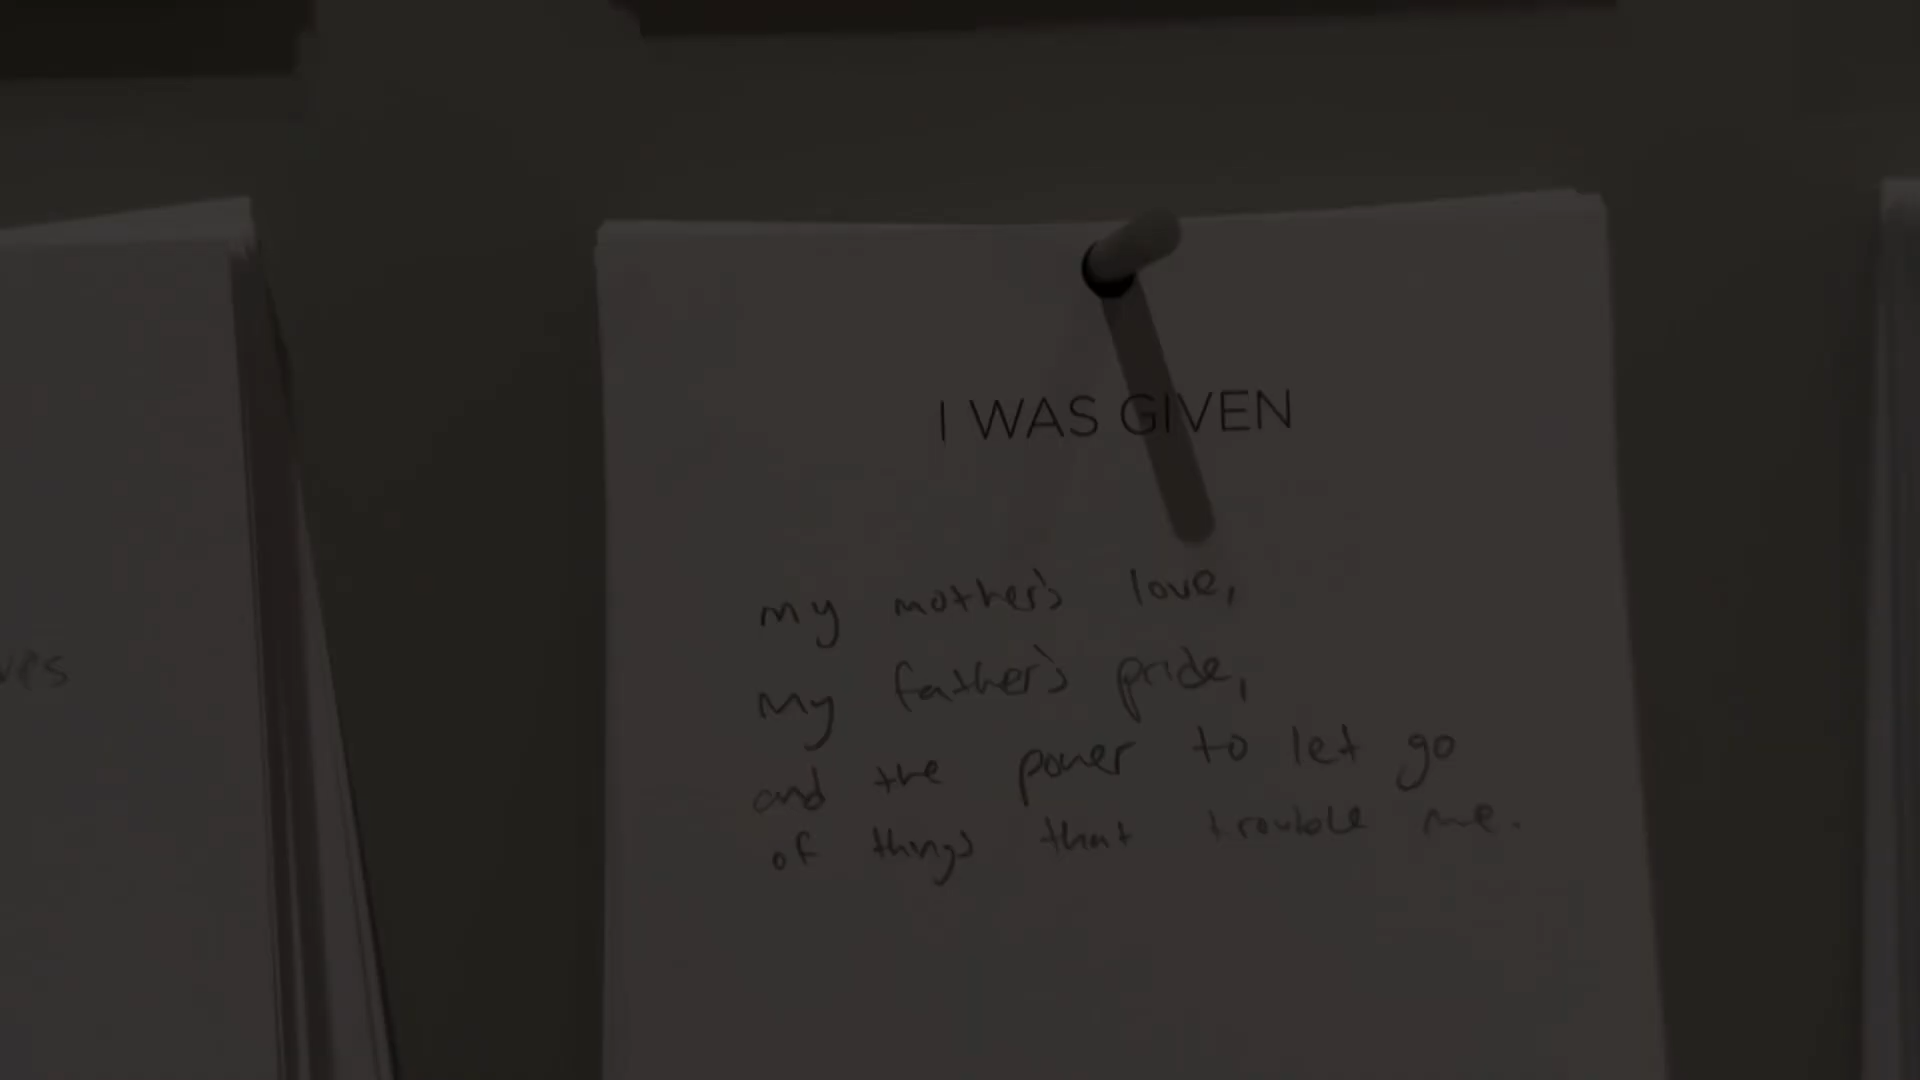 I WAS GIVEN
my mother's love,
my father's pride,
and the power to let go
of things that trouble me.